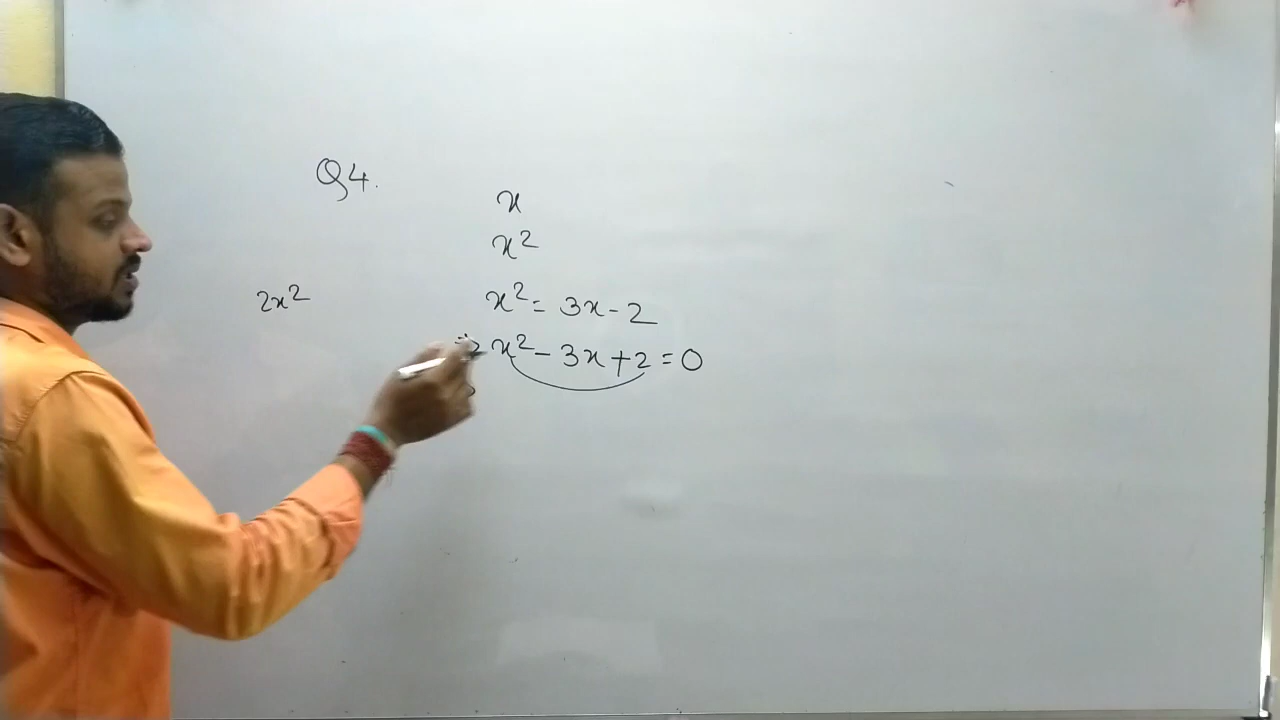 Q4.
x
x²
2x²
x² = 3x - 2
⇒ x² - 3x + 2 = 0